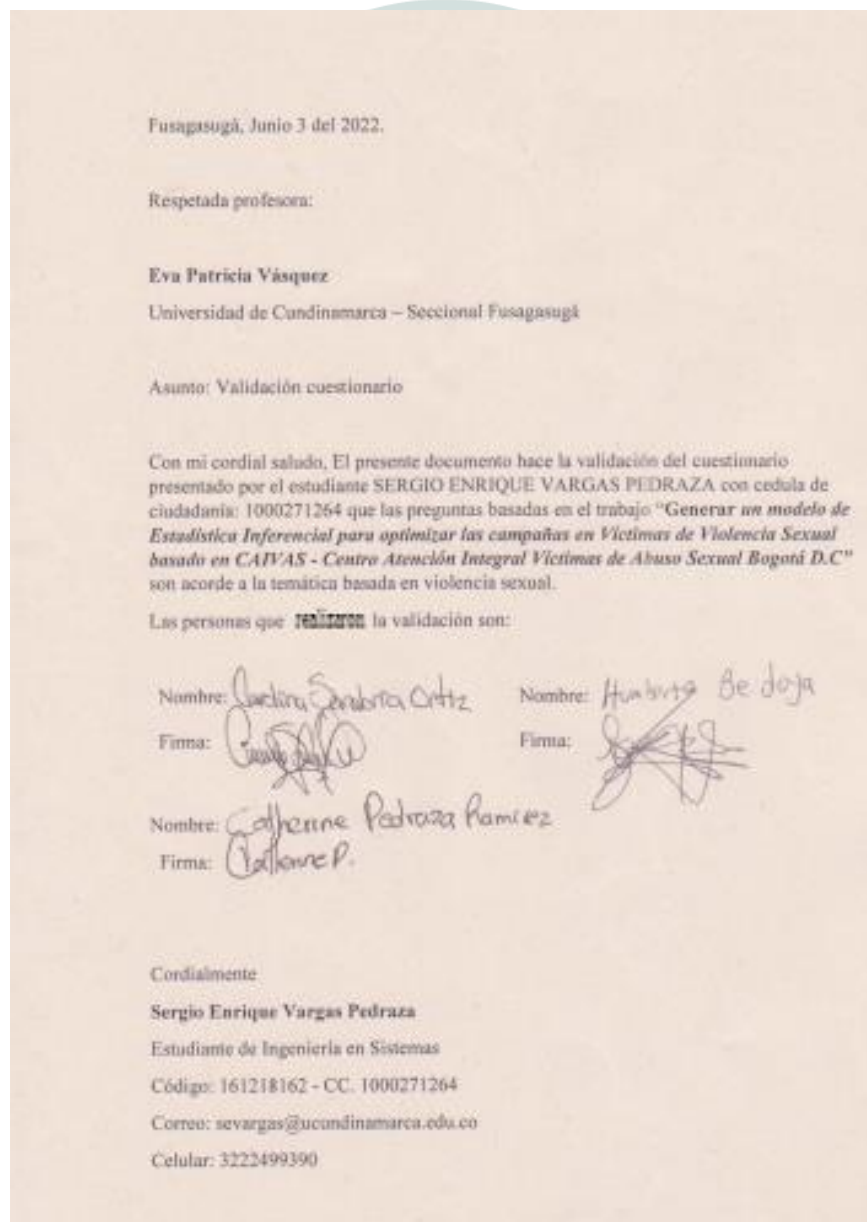 Fusagasugá, Junio 3 del 2022.
Respetada profesora:
Eva Patricia Vásquez
Universidad de Cundinamarca – Seccional Fusagasugá
Asunto: Validación cuestionario
Con mi cordial saludo, El presente documento hace la validación del cuestionario
presentado por el estudiante SERGIO ENRIQUE VARGAS PEDRAZA con cedula de
ciudadanía: 1000271264 que las preguntas basadas en el trabajo “Generar un modelo de
Estadística Inferencial para optimizar las campañas en Víctimas de Violencia Sexual
basado en CAIVAS - Centro Atención Integral Víctimas de Abuso Sexual Bogotá D.C”
son acorde a la temática basada en violencia sexual.
Las personas que realizaron la validación son:
Nombre: Sanabria Ortiz Nombre: Humberto Bedoya
Firma: Firma:
Nombre: Catherine Pedraza Ramirez
Firma: Catherine P.
Cordialmente
Sergio Enrique Vargas Pedraza
Estudiante de Ingeniería en Sistemas
Código: 161218162 - CC. 1000271264
Correo: sevargas@ucundinamarca.edu.co
Celular: 3222499390